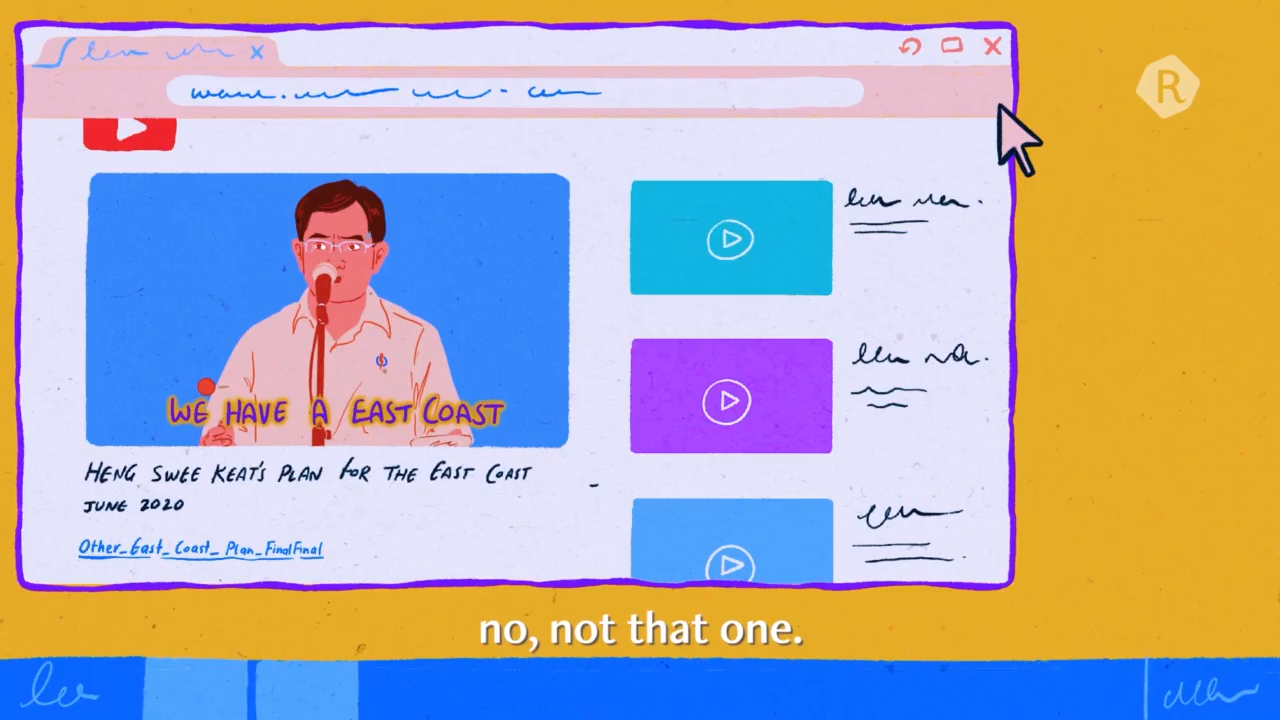 R
WE HAVE A EAST COAST
HENG SWEE KEAT'S PLAN FOR THE EAST COAST
JUNE 2020
Other_East_Coast_Plan_FinalFinal
no, not that one.